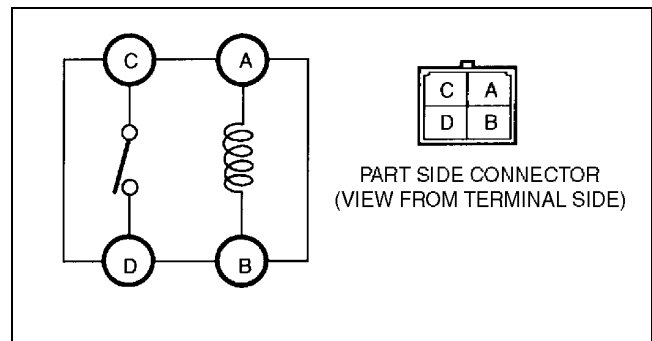 C A
D B
C A
D B
PART SIDE CONNECTOR
(VIEW FROM TERMINAL SIDE)